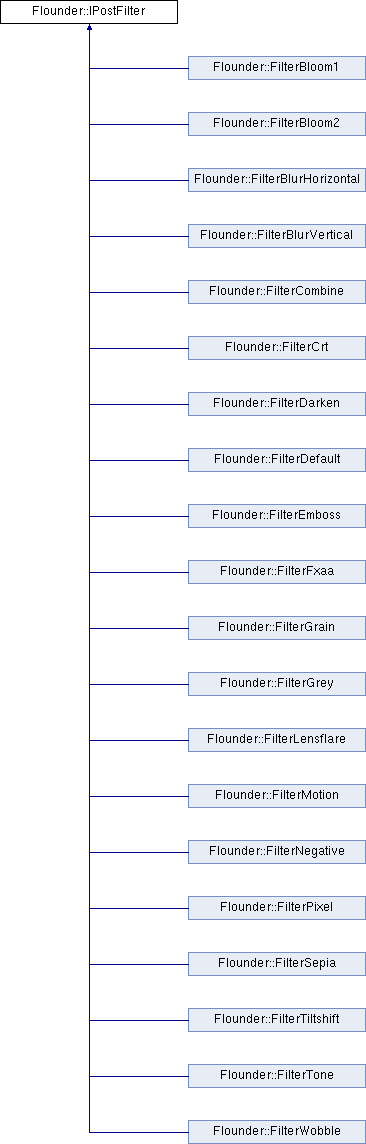 Flounder::IPostFilter
Flounder::FilterBloom1
Flounder::FilterBloom2
Flounder::FilterBlurHorizontal
Flounder::FilterBlurVertical
Flounder::FilterCombine
Flounder::FilterCrt
Flounder::FilterDarken
Flounder::FilterDefault
Flounder::FilterEmboss
Flounder::FilterFxaa
Flounder::FilterGrain
Flounder::FilterGrey
Flounder::FilterLensflare
Flounder::FilterMotion
Flounder::FilterNegative
Flounder::FilterPixel
Flounder::FilterSepia
Flounder::FilterTiltshift
Flounder::FilterTone
Flounder::FilterWobble